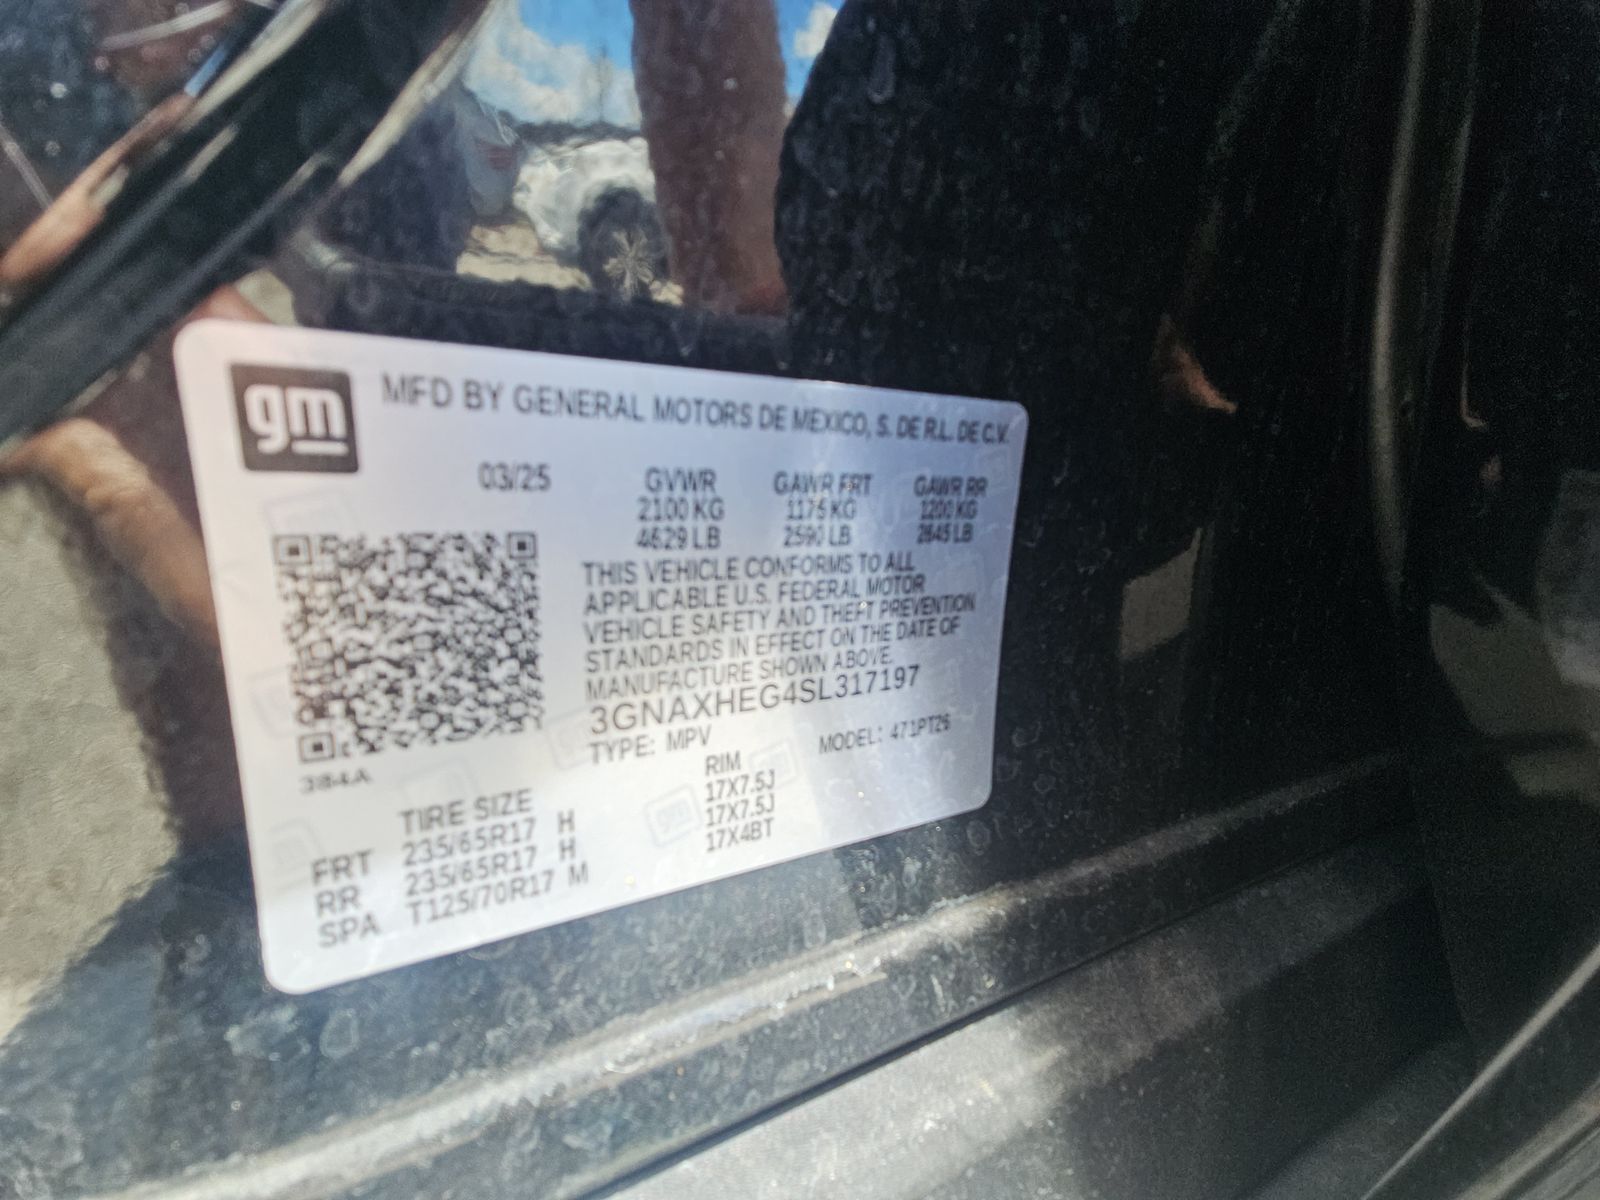 gm
MFD BY GENERAL MOTORS DE MEXICO, S. DE R.L. DE C.V.
03/25 GVWR GAWR FRT GAWR RR
2100 KG 1175 KG 1200 KG
4629 LB 2590 LB 2645 LB
THIS VEHICLE CONFORMS TO ALL
APPLICABLE U.S. FEDERAL MOTOR
VEHICLE SAFETY AND THEFT PREVENTION
STANDARDS IN EFFECT ON THE DATE OF
MANUFACTURE SHOWN ABOVE.
3GNAXHEG4SL317197
TYPE: MPV MODEL: 471PT26
384A
TIRE SIZE RIM
FRT 235/65R17 H 17X7.5J
RR 235/65R17 H 17X7.5J
SPA T125/70R17 M 17X4BT
gm